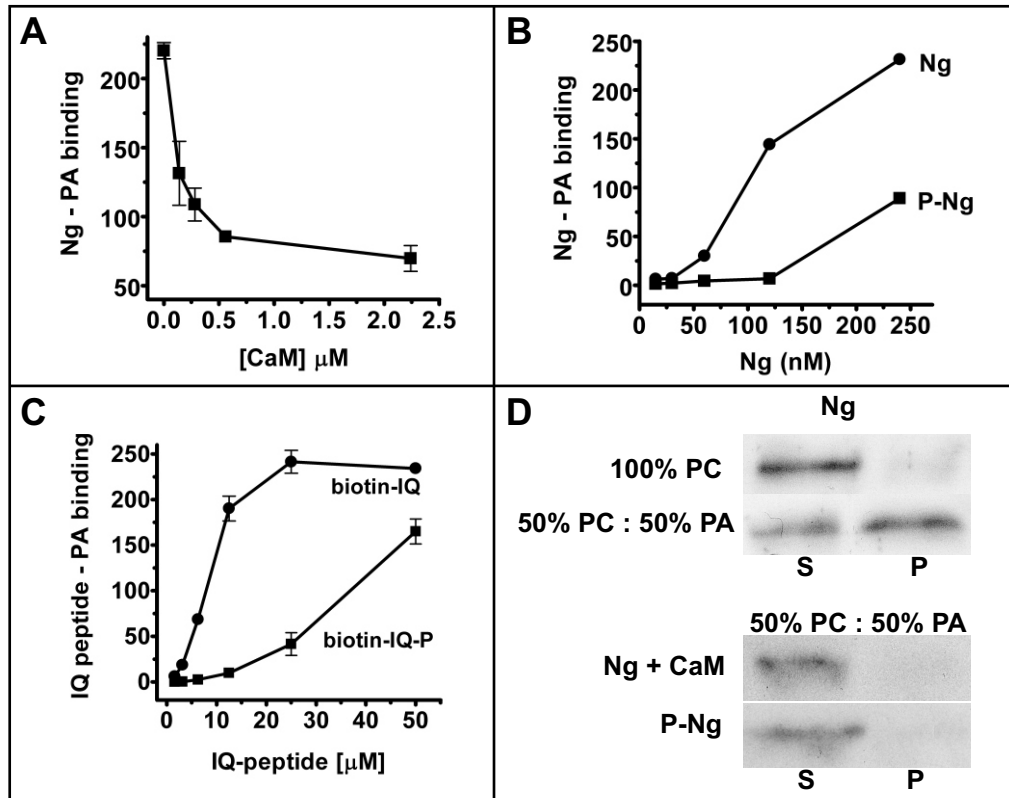 A
Ng - PA binding
200
150
100
50
0.0 0.5 1.0 1.5 2.0 2.5
[CaM] μM
B
Ng - PA binding
250
200
150
100
50
0
0 50 100 150 200 250
Ng (nM)
Ng
P-Ng
C
IQ peptide - PA binding
250
200
150
100
50
0
0 10 20 30 40 50
IQ-peptide [μM]
biotin-IQ
biotin-IQ-P
D
Ng
100% PC
50% PC : 50% PA
S P
50% PC : 50% PA
Ng + CaM
P-Ng
S P